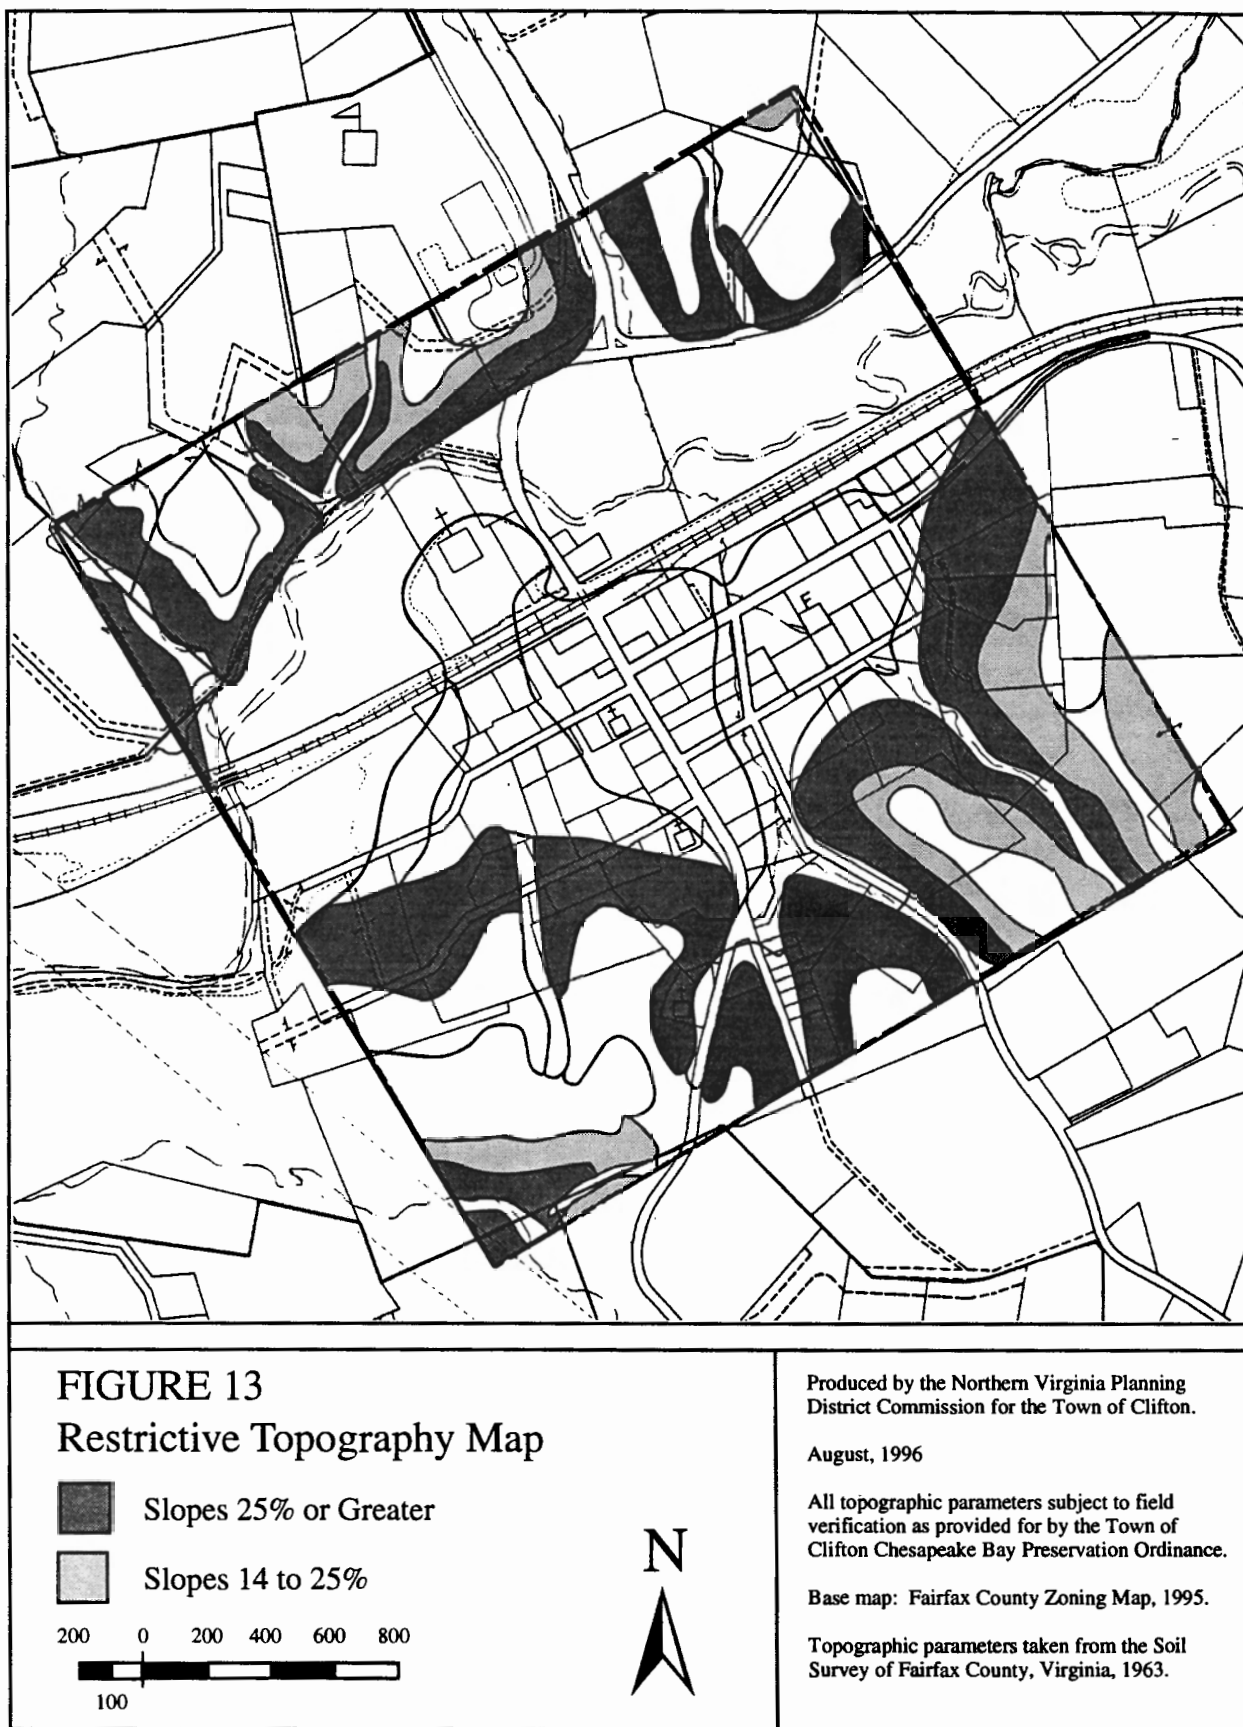 F
FIGURE 13
Restrictive Topography Map
Slopes 25% or Greater
Slopes 14 to 25%
200 0 200 400 600 800
100
N
Produced by the Northern Virginia Planning
District Commission for the Town of Clifton.
August, 1996
All topographic parameters subject to field
verification as provided for by the Town of
Clifton Chesapeake Bay Preservation Ordinance.
Base map: Fairfax County Zoning Map, 1995.
Topographic parameters taken from the Soil
Survey of Fairfax County, Virginia, 1963.